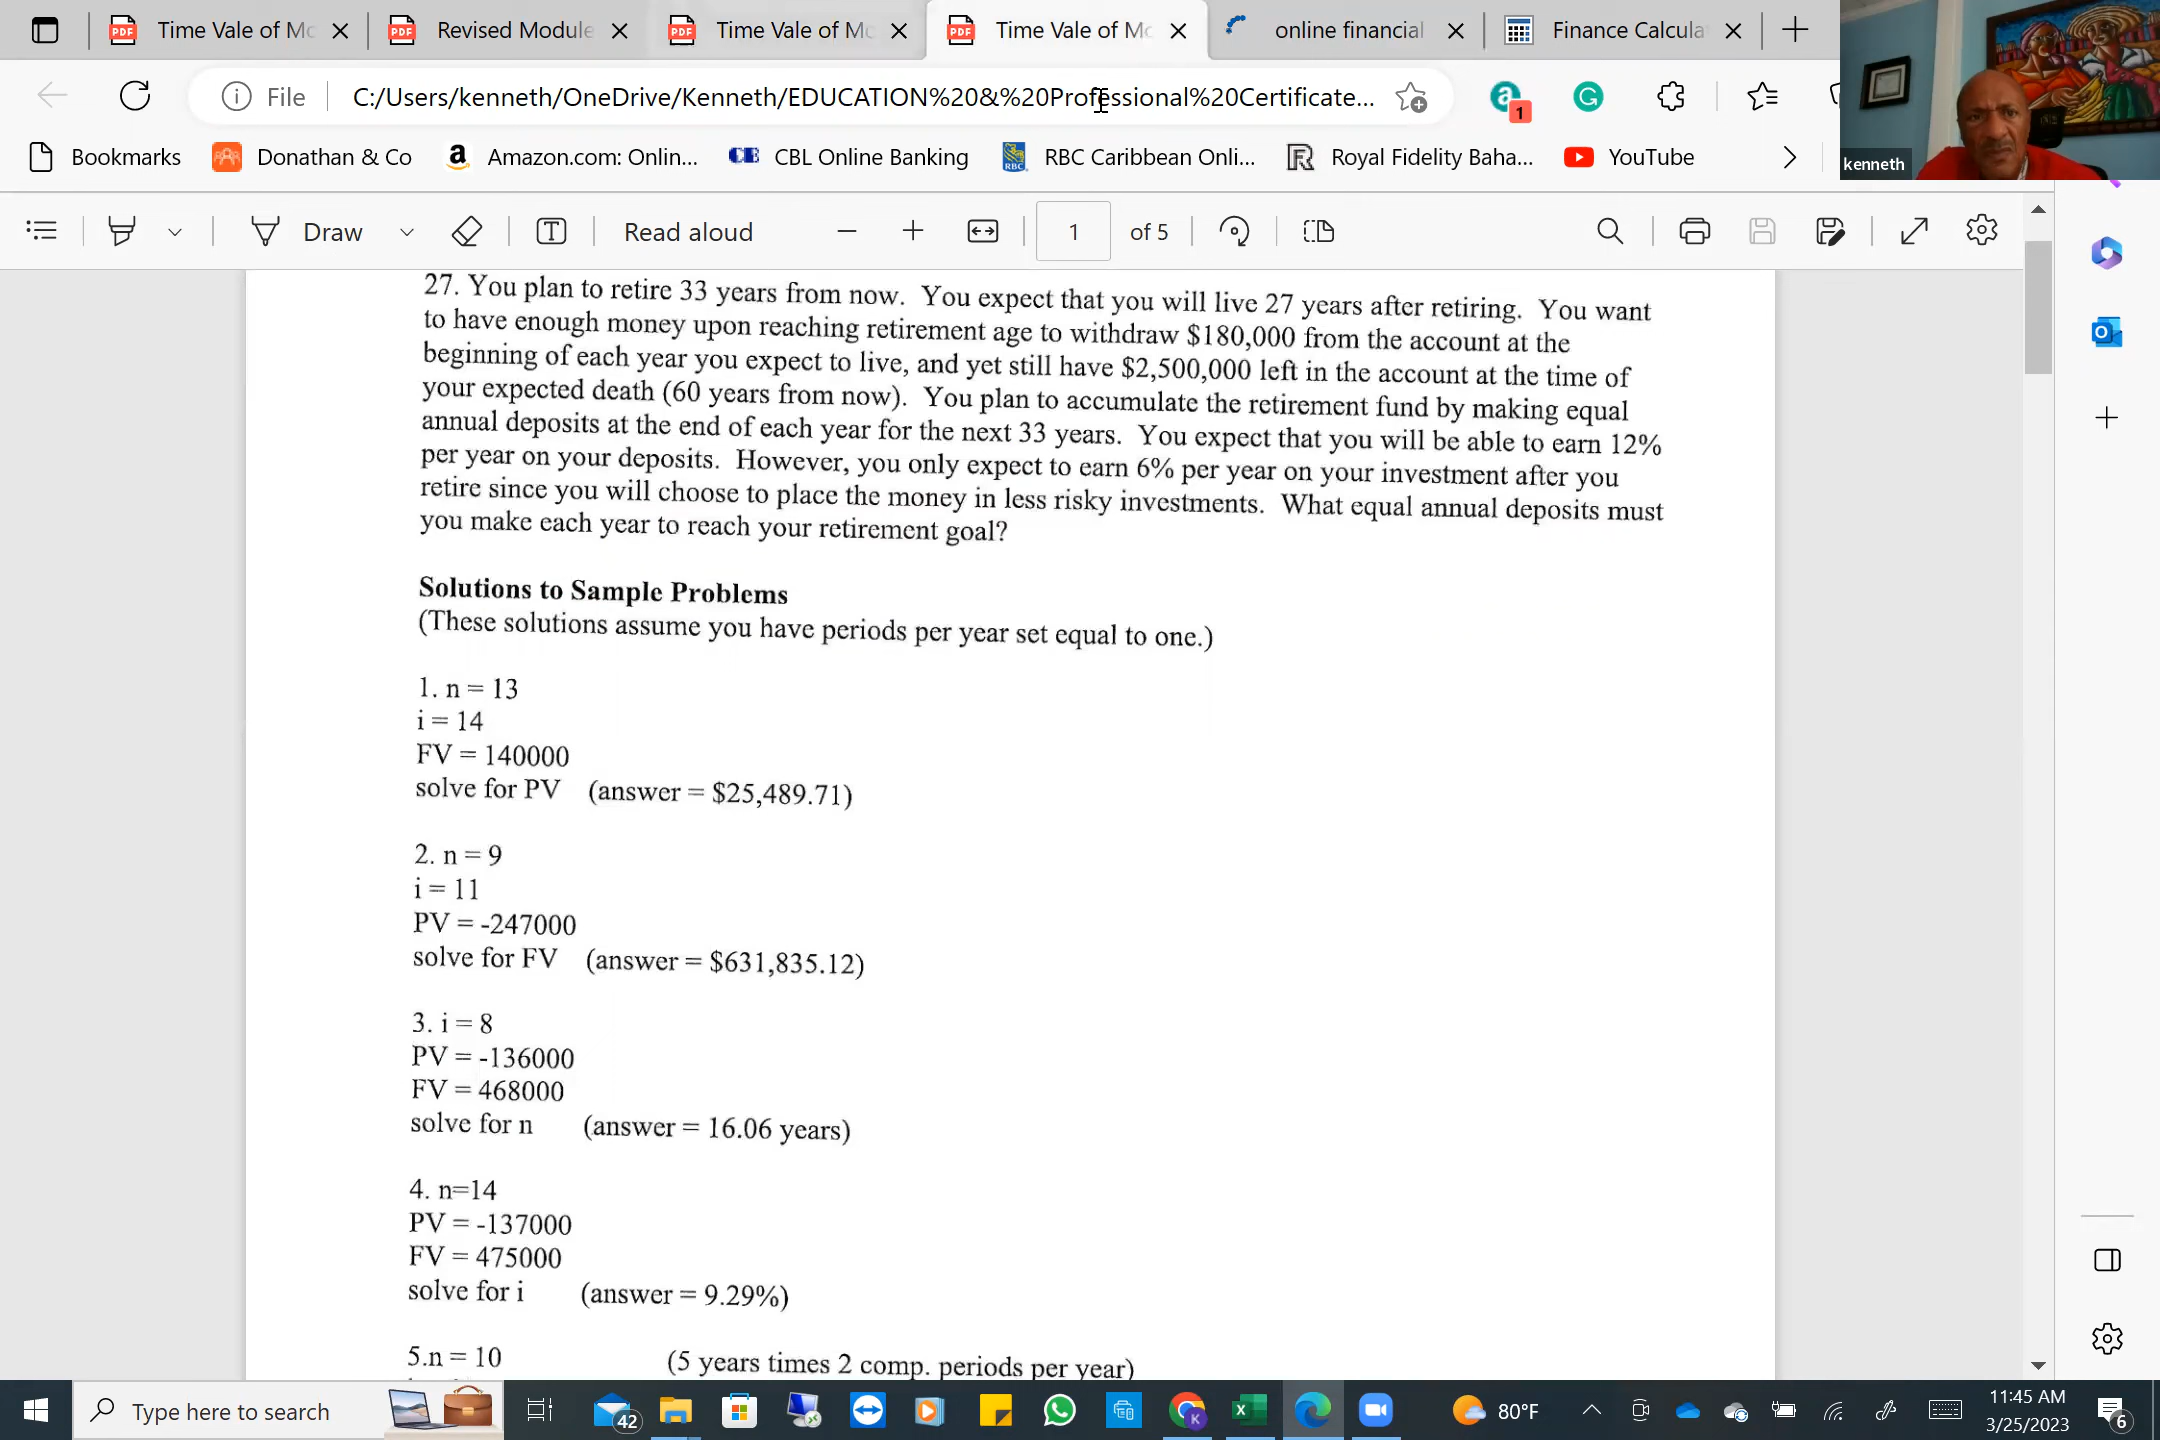 Time Vale of Mo
Revised Module
Time Vale of Mo
Time Vale of Mo
online financial
Finance Calcula
File
C:/Users/kenneth/OneDrive/Kenneth/EDUCATION%20&%20Professional%20Certificate...
1
Bookmarks
Donathan & Co
Amazon.com: Onlin...
CBL Online Banking
RBC Caribbean Onli...
Royal Fidelity Baha...
YouTube
kenneth
Draw
Read aloud
1
of 5
27. You plan to retire 33 years from now. You expect that you will live 27 years after retiring. You want
to have enough money upon reaching retirement age to withdraw $180,000 from the account at the
beginning of each year you expect to live, and yet still have $2,500,000 left in the account at the time of
your expected death (60 years from now). You plan to accumulate the retirement fund by making equal
annual deposits at the end of each year for the next 33 years. You expect that you will be able to earn 12%
per year on your deposits. However, you only expect to earn 6% per year on your investment after you
retire since you will choose to place the money in less risky investments. What equal annual deposits must
you make each year to reach your retirement goal?
Solutions to Sample Problems
(These solutions assume you have periods per year set equal to one.)
1. n = 13
i = 14
FV = 140000
solve for PV (answer = $25,489.71)
2. n = 9
i = 11
PV = -247000
solve for FV (answer = $631,835.12)
3. i = 8
PV = -136000
FV = 468000
solve for n (answer = 16.06 years)
4. n=14
PV = -137000
FV = 475000
solve for i (answer = 9.29%)
5.n = 10 (5 years times 2 comp. periods per year)
Type here to search
42
80°F
11:45 AM
3/25/2023
6